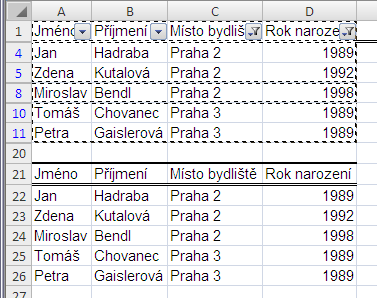 A B C D
1 Jméno Příjmení Místo bydliš Rok naroze
4 Jan Hadraba Praha 2 1989
5 Zdena Kutalová Praha 2 1992
8 Miroslav Bendl Praha 2 1998
10 Tomáš Chovanec Praha 3 1989
11 Petra Gaislerová Praha 3 1989
20
21 Jméno Příjmení Místo bydliště Rok narození
22 Jan Hadraba Praha 2 1989
23 Zdena Kutalová Praha 2 1992
24 Miroslav Bendl Praha 2 1998
25 Tomáš Chovanec Praha 3 1989
26 Petra Gaislerová Praha 3 1989